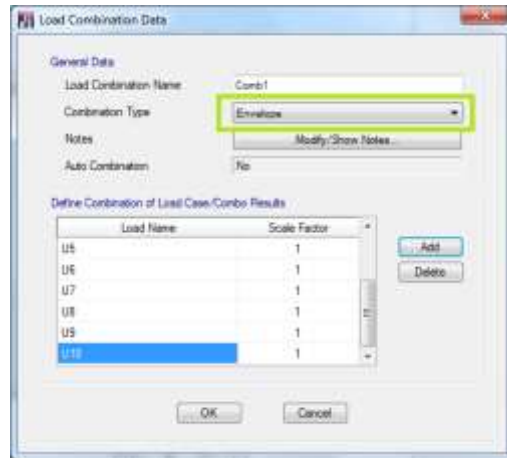 Load Combination Data
General Data
Load Combination Name Comb1
Combination Type Envelope
Notes Modify/Show Notes...
Auto Combination No
Define Combination of Load Case/Combo Results
Load Name Scale Factor
U5 1
U6 1
U7 1
U8 1
U9 1
U10 1
Add
Delete
OK Cancel